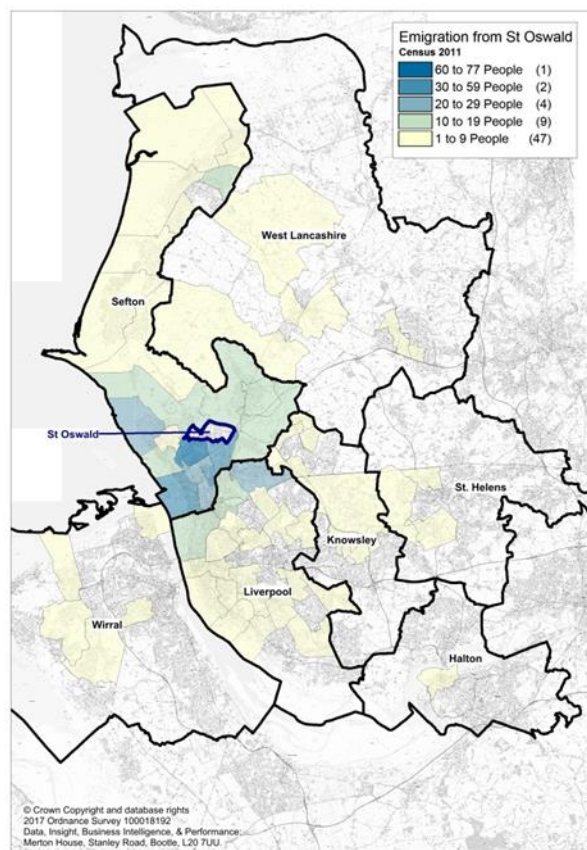 Emigration from St Oswald
Census 2011
60 to 77 People (1)
30 to 59 People (2)
20 to 29 People (4)
10 to 19 People (9)
1 to 9 People (47)
West Lancashire
Sefton
St Oswald
St. Helens
Knowsley
Liverpool
Wirral
Halton
© Crown Copyright and database rights
2017 Ordnance Survey 100018192
Data, Insight, Business Intelligence, & Performance:
Merton House, Stanley Road, Bootle, L20 7UU.